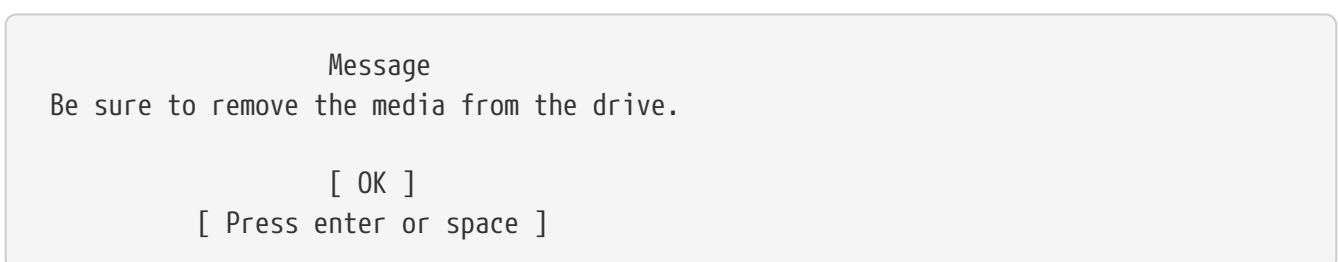 Message
Be sure to remove the media from the drive.
[ OK ]
[ Press enter or space ]